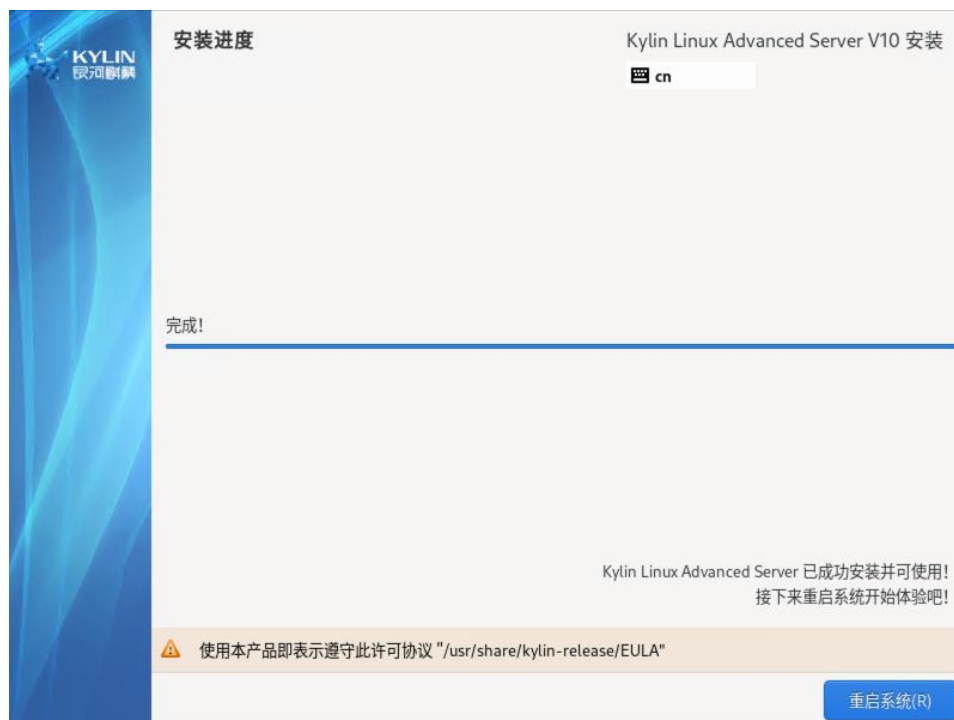 KYLIN
银河麒麟
安装进度
Kylin Linux Advanced Server V10 安装
cn
完成!
Kylin Linux Advanced Server 已成功安装并可使用!
接下来重启系统开始体验吧!
使用本产品即表示遵守此许可协议 "/usr/share/kylin-release/EULA"
重启系统(R)